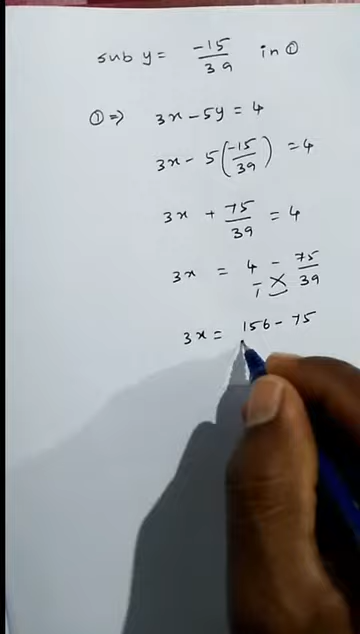 sub y = -15/39 in ①
① ⇒ 3x - 5y = 4
3x - 5(-15/39) = 4
3x + 75/39 = 4
3x = 4/1 - 75/39
3x = 156 - 75